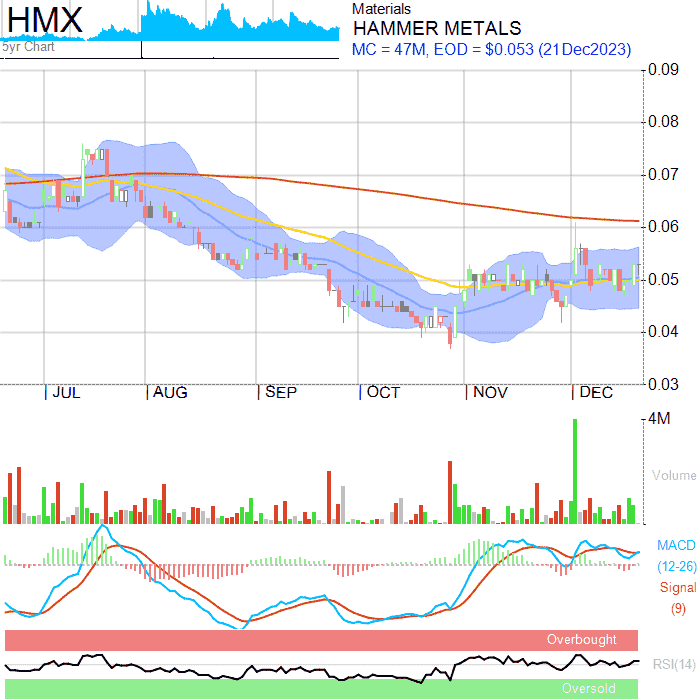 HMX
5yr Chart
Materials
HAMMER METALS
MC = 47M, EOD = $0.053 (21Dec2023)
0.09
0.08
0.07
0.06
0.05
0.04
0.03
JUL
AUG
SEP
OCT
NOV
DEC
4M
Volume
MACD
(12-26)
Signal
(9)
Overbought
RSI(14)
Oversold